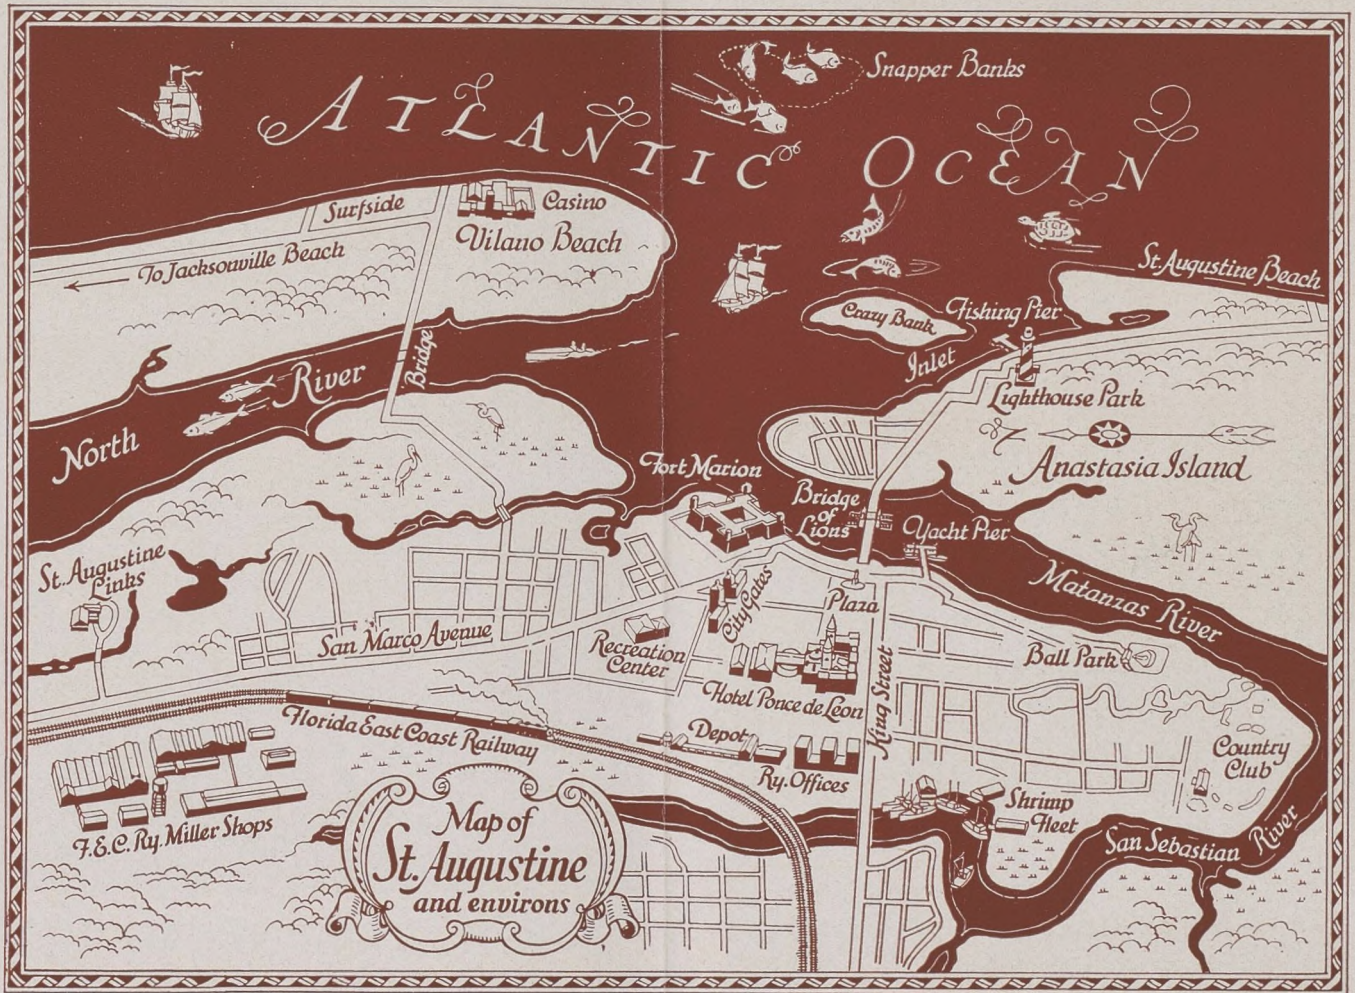 Snapper Banks
ATLANTIC OCEAN
Surfside
Casino
Vilano Beach
To Jacksonville Beach
St. Augustine Beach
Crazy Bank
Fishing Pier
Inlet
Bridge
North River
Lighthouse Park
N
Anastasia Island
Fort Marion
Bridge
of
Lions
Yacht Pier
St. Augustine
Links
Matanzas River
City Gates
Plaza
San Marco Avenue
Recreation
Center
Ball Park
Hotel Ponce de Leon
King Street
Florida East Coast Railway
Depot
Ry. Offices
Country
Club
Shrimp
Fleet
F.E.C. Ry. Miller Shops
San Sebastian River
Map of
St. Augustine
and environs